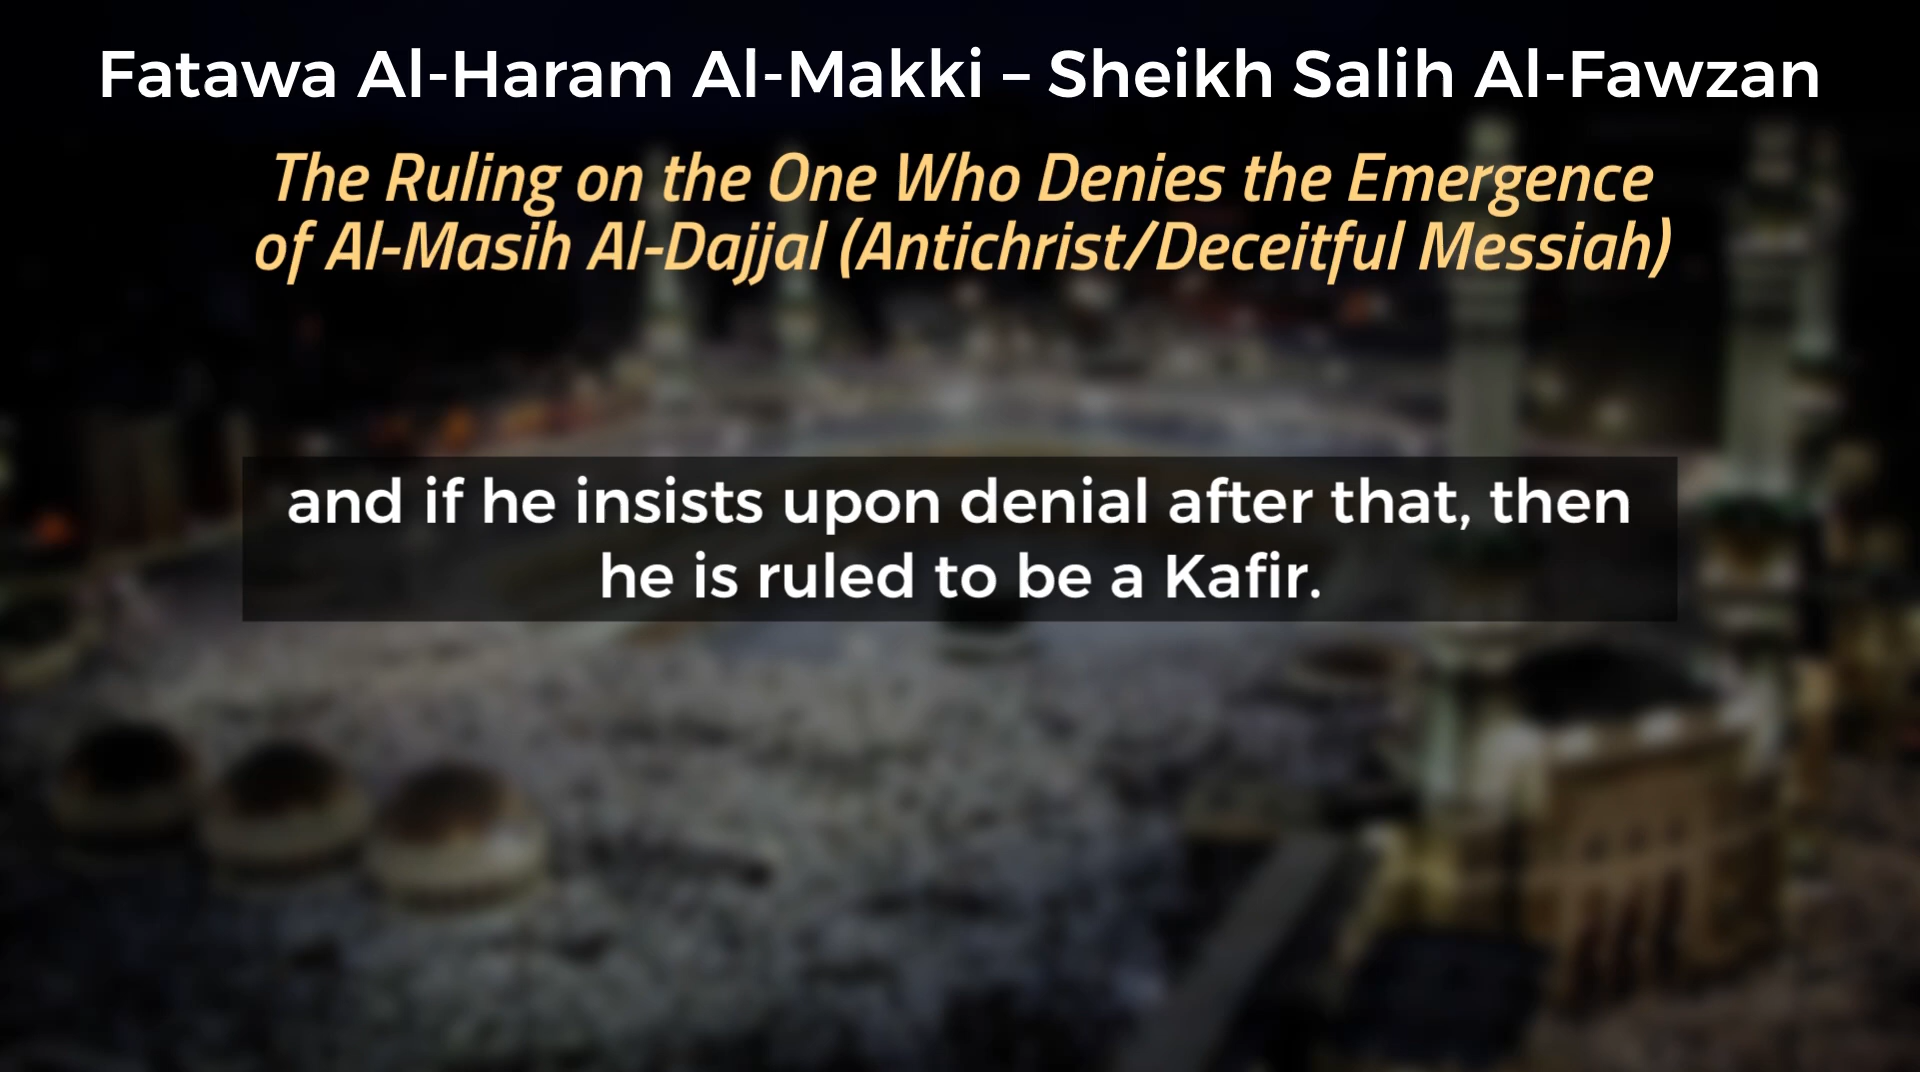 Fatawa Al-Haram Al-Makki – Sheikh Salih Al-Fawzan
The Ruling on the One Who Denies the Emergence
of Al-Masih Al-Dajjal (Antichrist/Deceitful Messiah)
and if he insists upon denial after that, then
he is ruled to be a Kafir.